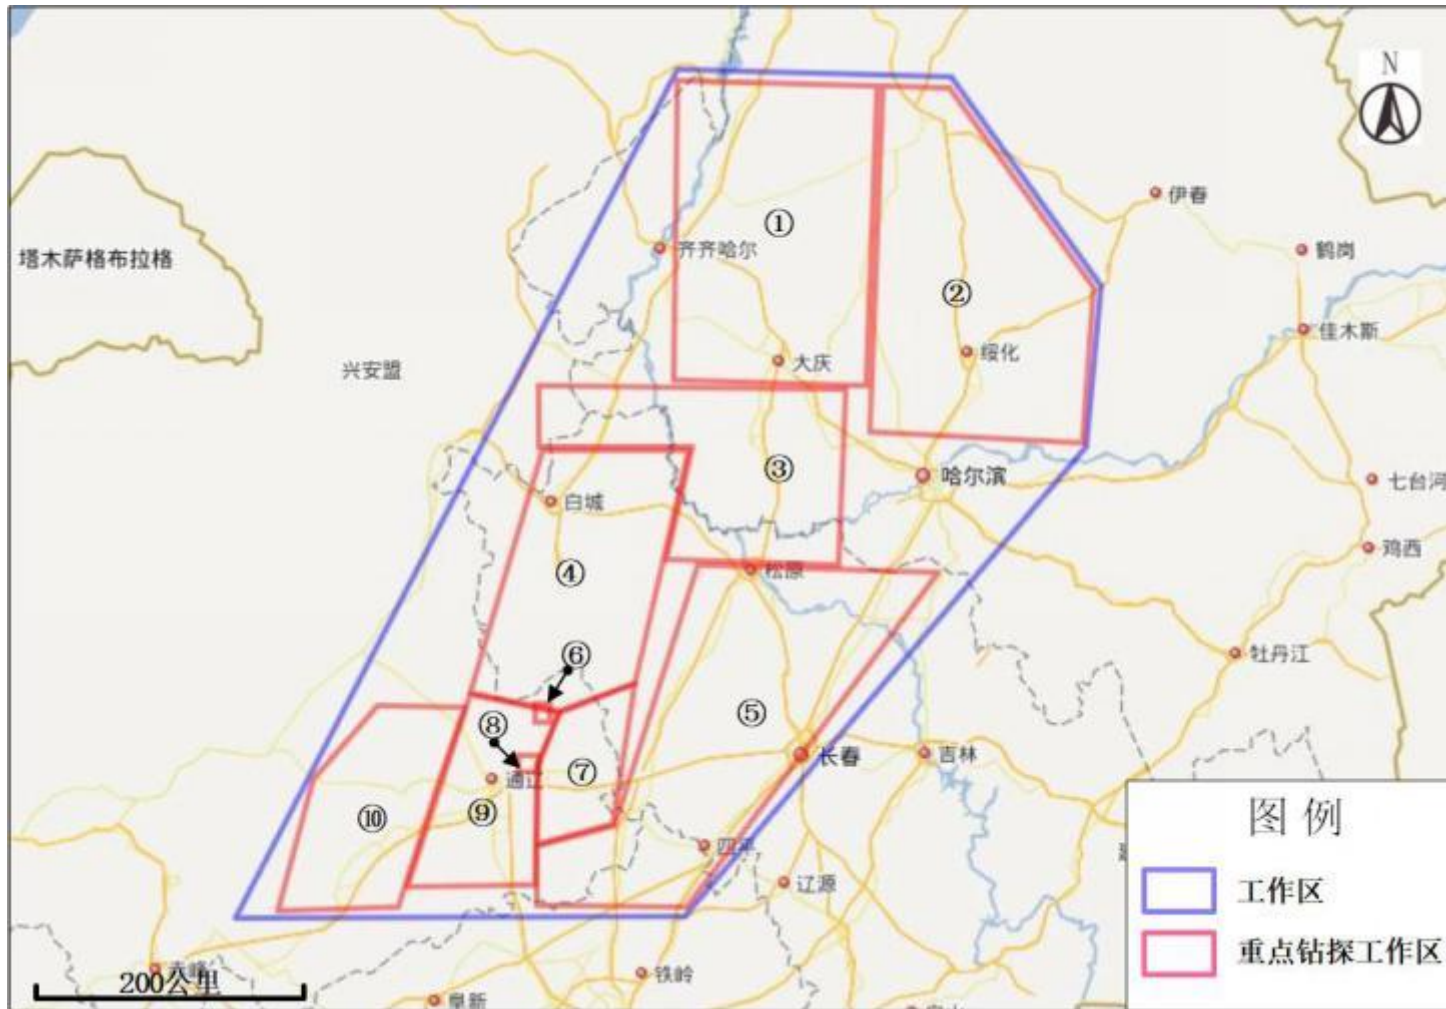 N
伊春
①
齐齐哈尔
鹤岗
塔木萨格布拉格
②
佳木斯
大庆
绥化
兴安盟
③
哈尔滨
七台河
白城
鸡西
④
松原
⑥
牡丹江
⑤
⑧
长春
吉林
⑦
通辽
⑨
⑩
图例
四平
辽源
工作区
重点钻探工作区
赤峰
铁岭
200公里
阜新